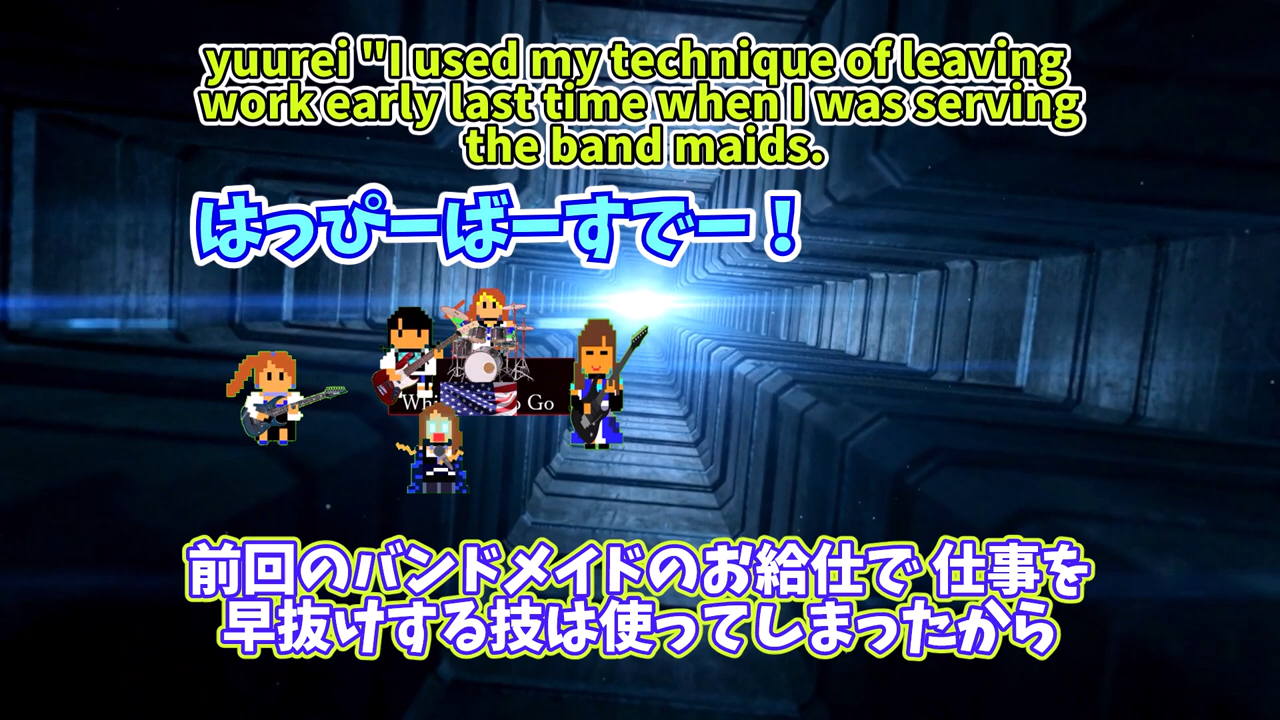 yuurei "I used my technique of leaving
work early last time when I was serving
the band maids.
はっぴーばーすでー！
Go
前回のバンドメイドのお給仕で 仕事を
早抜けする技は使ってしまったから